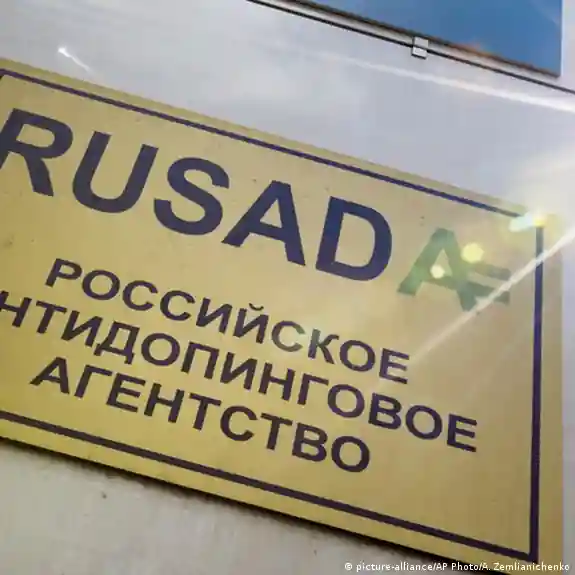 RUSADA
РОССИЙСКОЕ
НТИДОПИНГОВОЕ
АГЕНТСТВО
© picture-alliance/AP Photo/A. Zemlianichenko